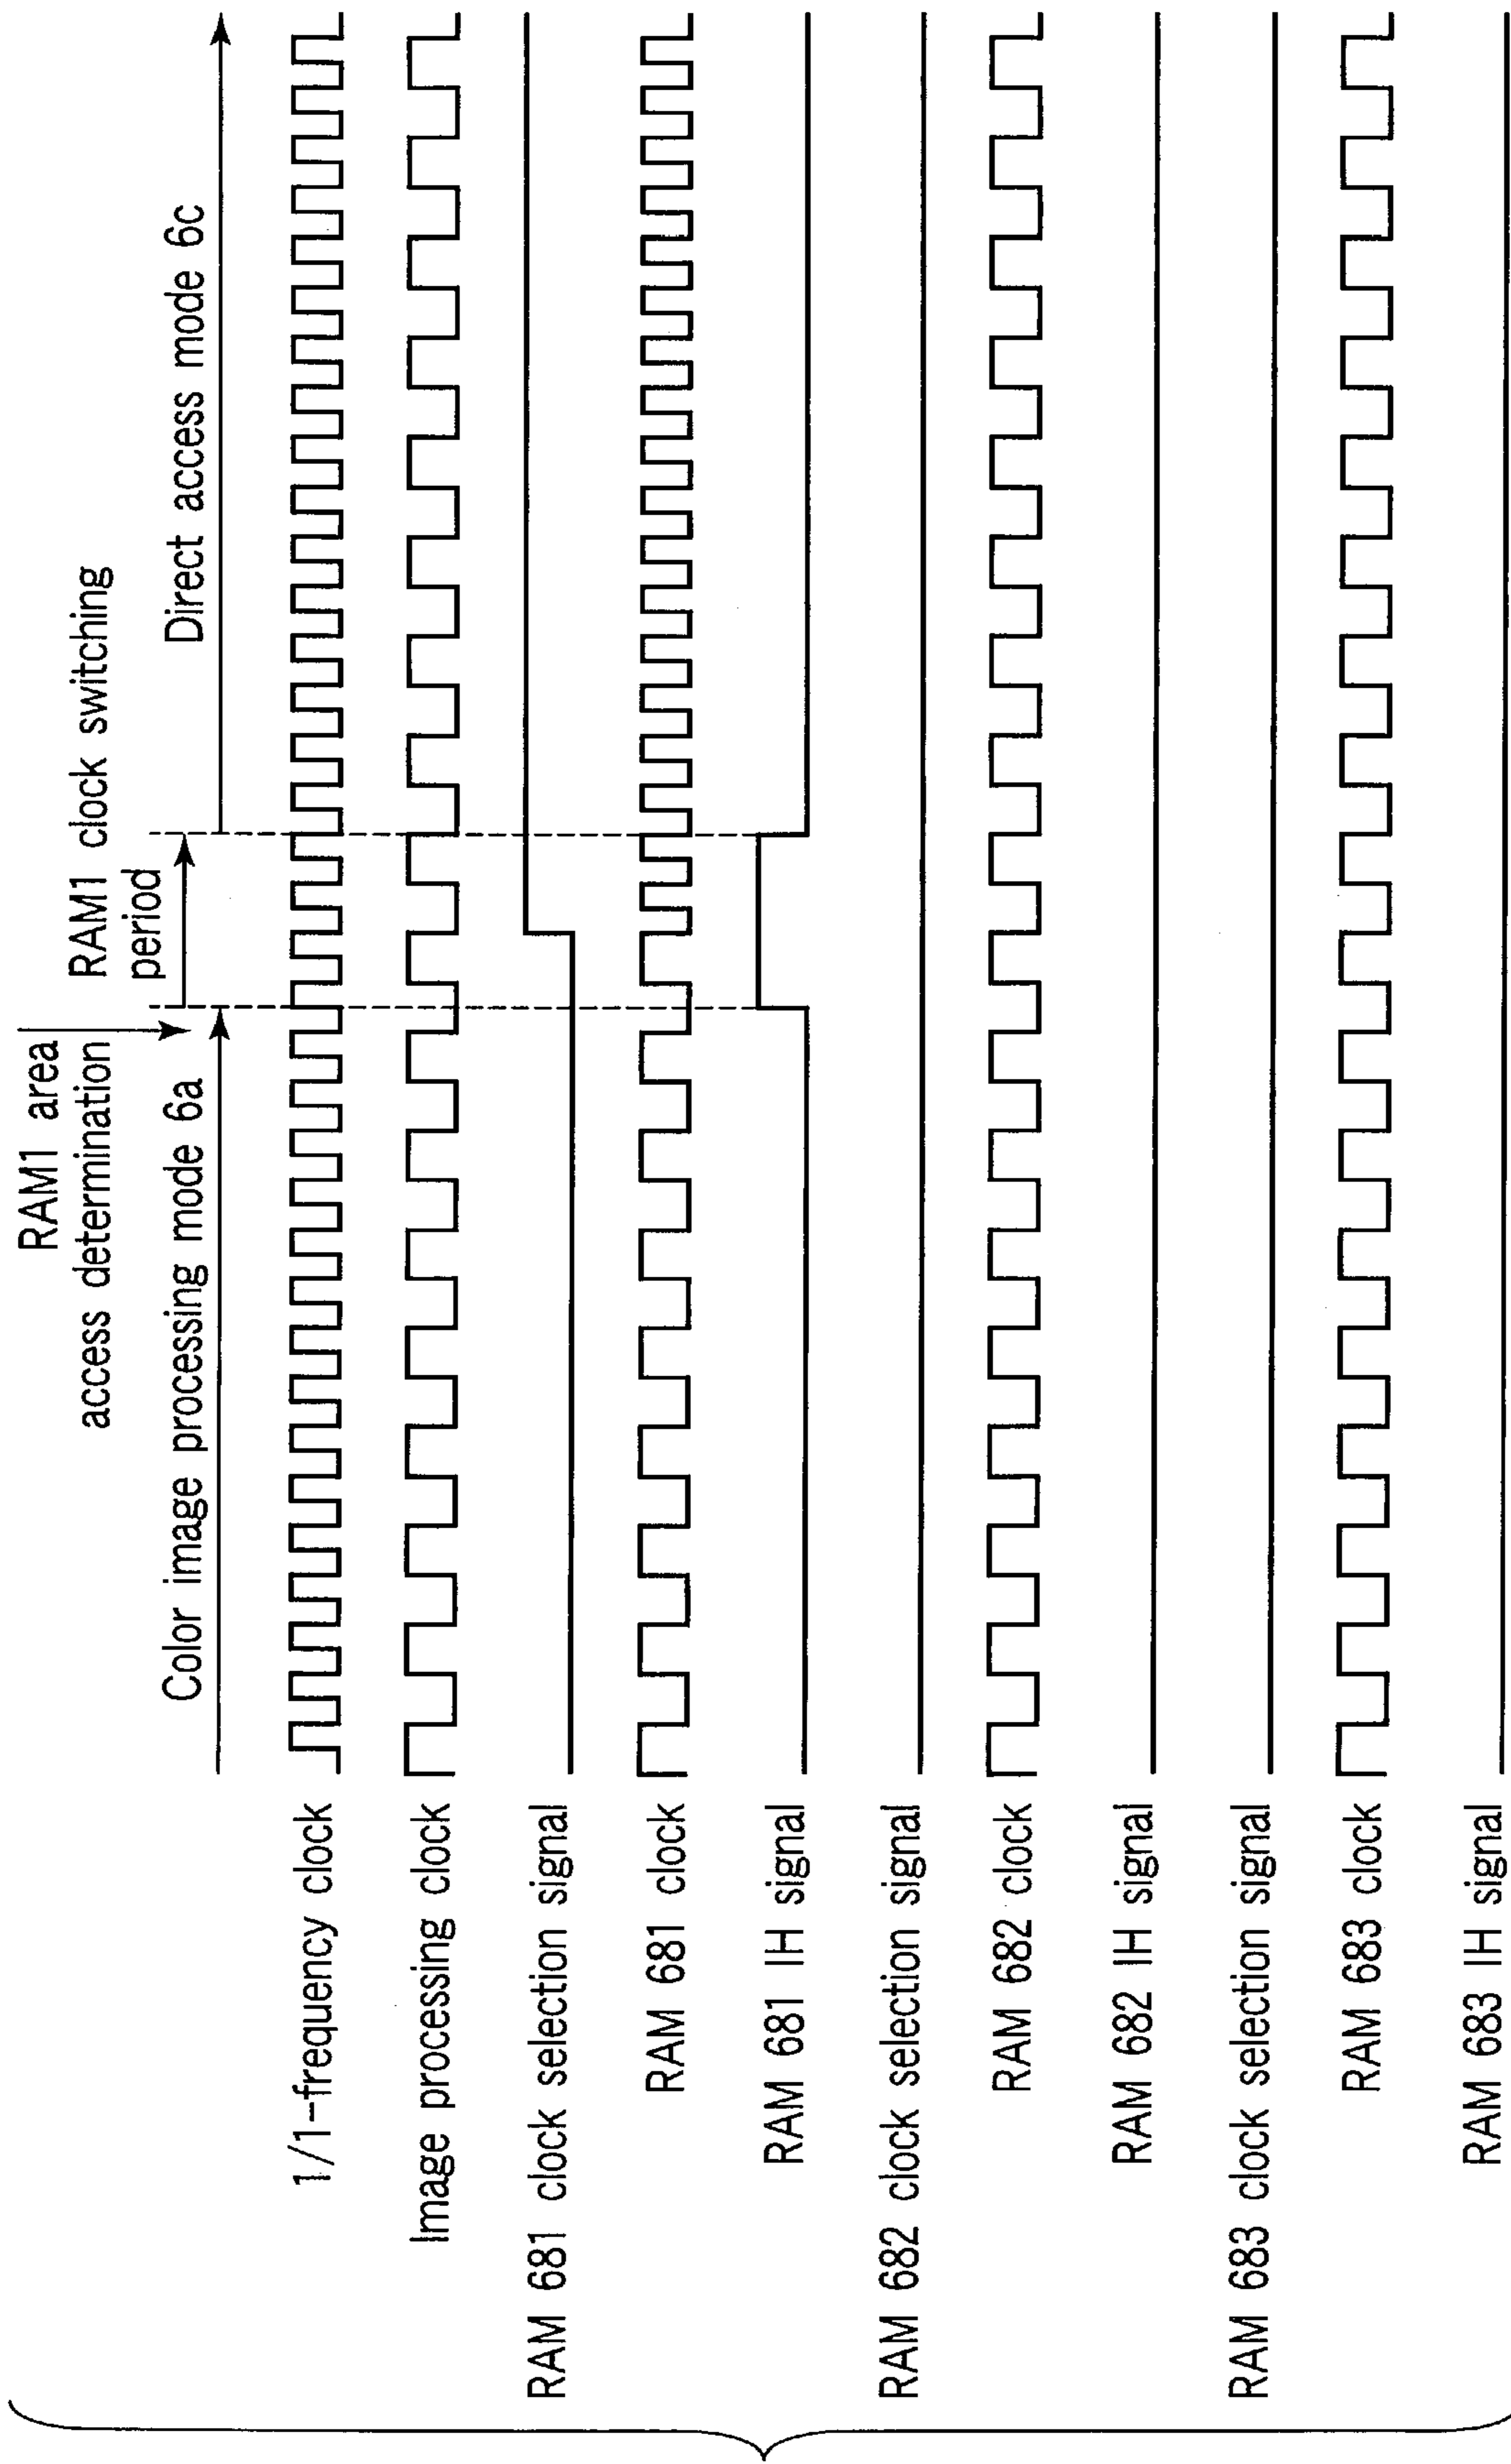 RAM1 area
access determination
RAM1 clock switching
period
Color image processing mode 6a
Direct access mode 6c
1/1-frequency clock
Image processing clock
RAM 681 clock selection signal
RAM 681 clock
RAM 681 IH signal
RAM 682 clock selection signal
RAM 682 clock
RAM 682 IH signal
RAM 683 clock selection signal
RAM 683 clock
RAM 683 IH signal